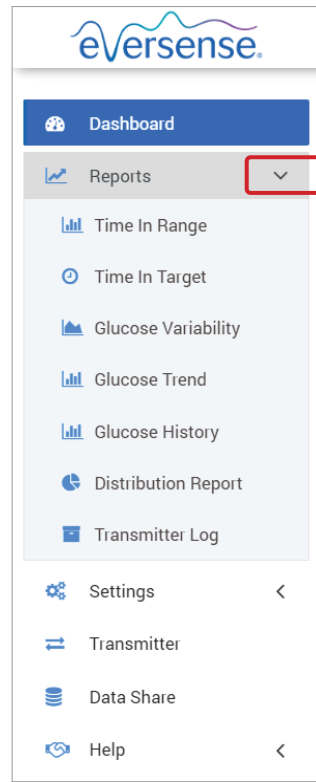 eversense®
Dashboard
Reports
Time In Range
Time In Target
Glucose Variability
Glucose Trend
Glucose History
Distribution Report
Transmitter Log
Settings
Transmitter
Data Share
Help